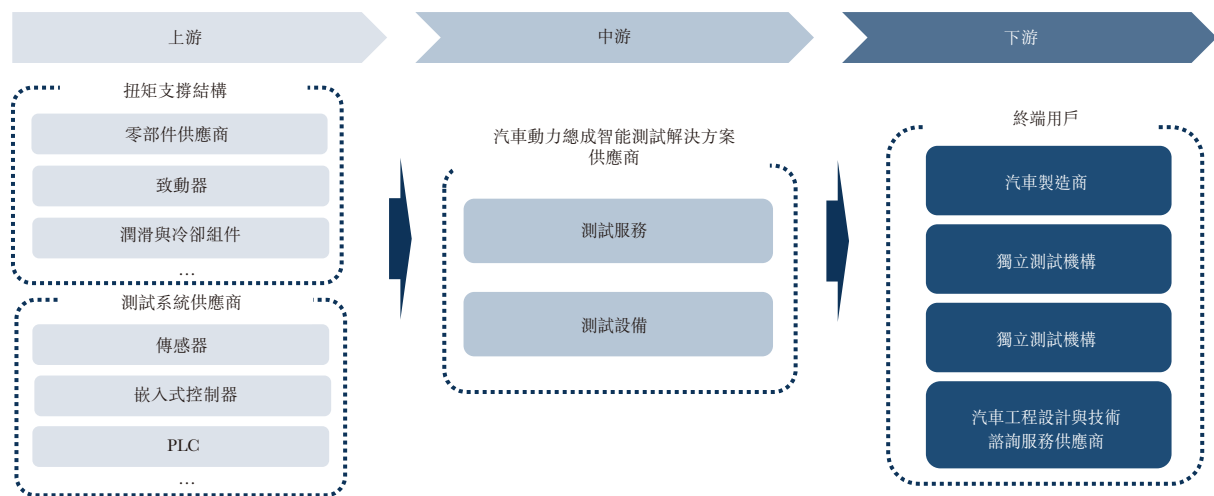 上游
中游
下游
扭矩支撐結構
零部件供應商
致動器
潤滑與冷卻組件
...
測試系統供應商
傳感器
嵌入式控制器
PLC
...
汽車動力總成智能測試解決方案
供應商
測試服務
測試設備
終端用戶
汽車製造商
獨立測試機構
獨立測試機構
汽車工程設計與技術
諮詢服務供應商